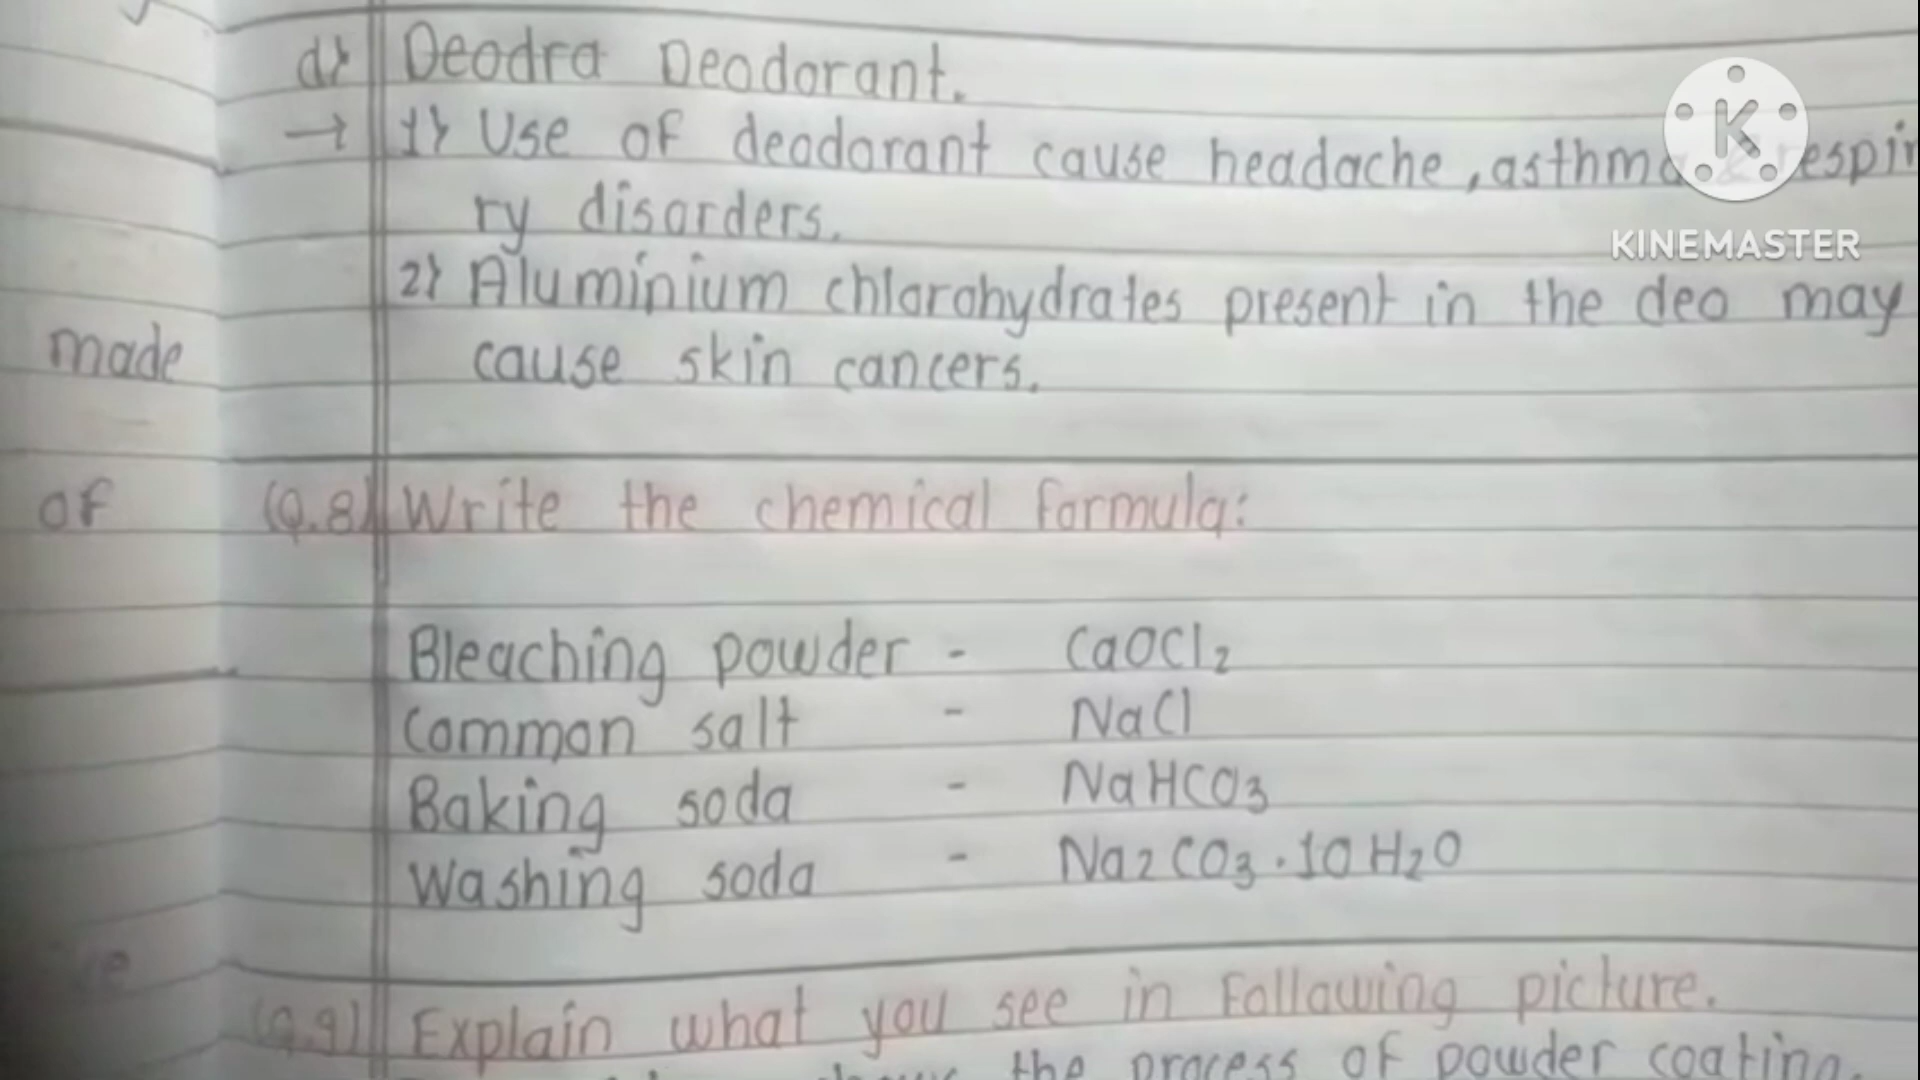 d) Deodra Deodorant.
→ 1) Use of deodorant cause headache, asthma & respir
ry disorders.
KINEMASTER
2) Aluminium chlorohydrates present in the deo may
cause skin cancers.
made
of
(Q.8) Write the chemical formula:
Bleaching powder - CaOCl2
Common salt - NaCl
Baking soda - NaHCO3
Washing soda - Na2CO3·10H2O
(Q.9) Explain what you see in following picture.
the process of powder coating.